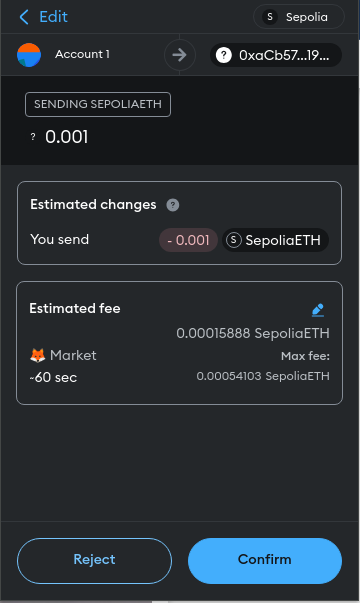 Edit
S Sepolia
Account 1
? 0xaCb57...19...
SENDING SEPOLIAETH
? 0.001
Estimated changes ?
You send - 0.001 S SepoliaETH
Estimated fee
0.00015888 SepoliaETH
Market Max fee:
~60 sec 0.00054103 SepoliaETH
Reject Confirm